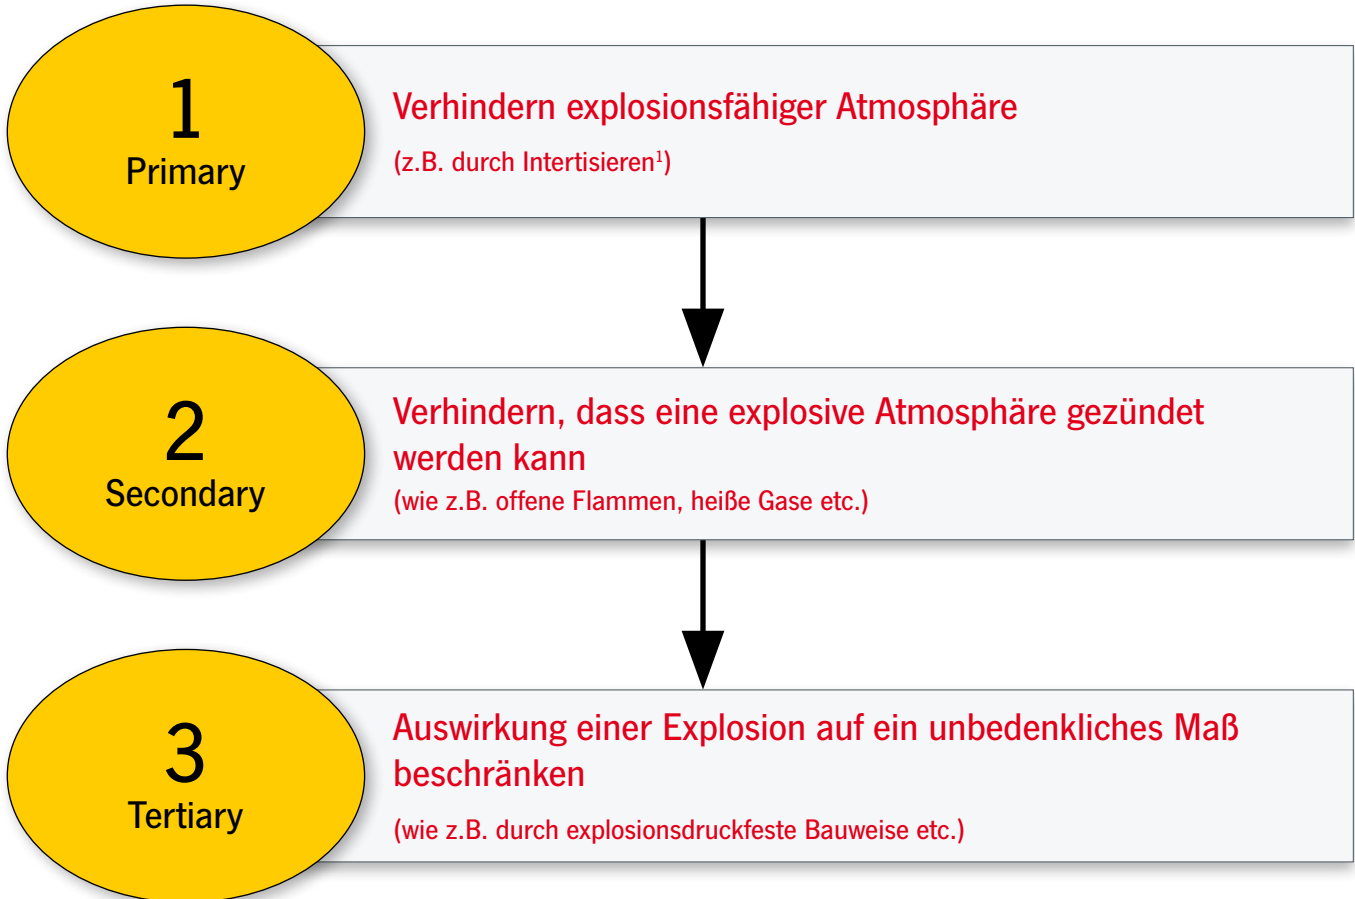 1
Primary
Verhindern explosionsfähiger Atmosphäre
(z.B. durch Intertisieren¹)
2
Secondary
Verhindern, dass eine explosive Atmosphäre gezündet
werden kann
(wie z.B. offene Flammen, heiße Gase etc.)
3
Tertiary
Auswirkung einer Explosion auf ein unbedenkliches Maß
beschränken
(wie z.B. durch explosionsdruckfeste Bauweise etc.)